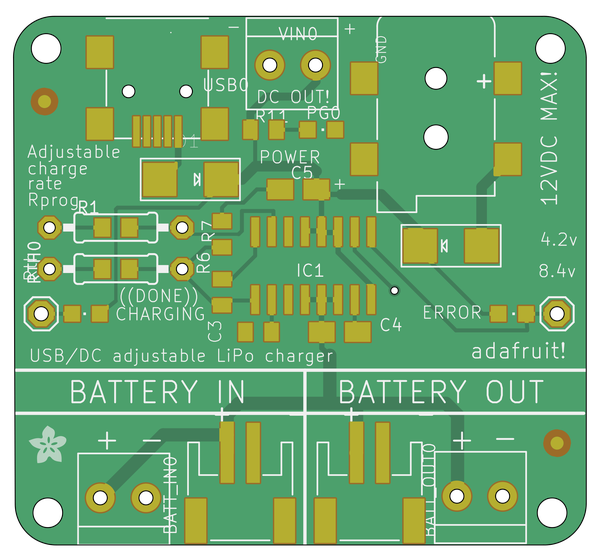 − VIN0 +
GND
USB0
DC OUT!
R11 PG0
+
12VDC MAX!
Adjustable
charge
rate
Rprog
POWER
C5
+
R1
R7
4.2v
RTH0
R6
IC1
8.4v
((DONE))
CHARGING
ERROR
C3
C4
USB/DC adjustable LiPo charger
adafruit!
BATTERY IN
BATTERY OUT
+ −
+ −
+ −
+ −
BATT_IN0
BATT_OUT0